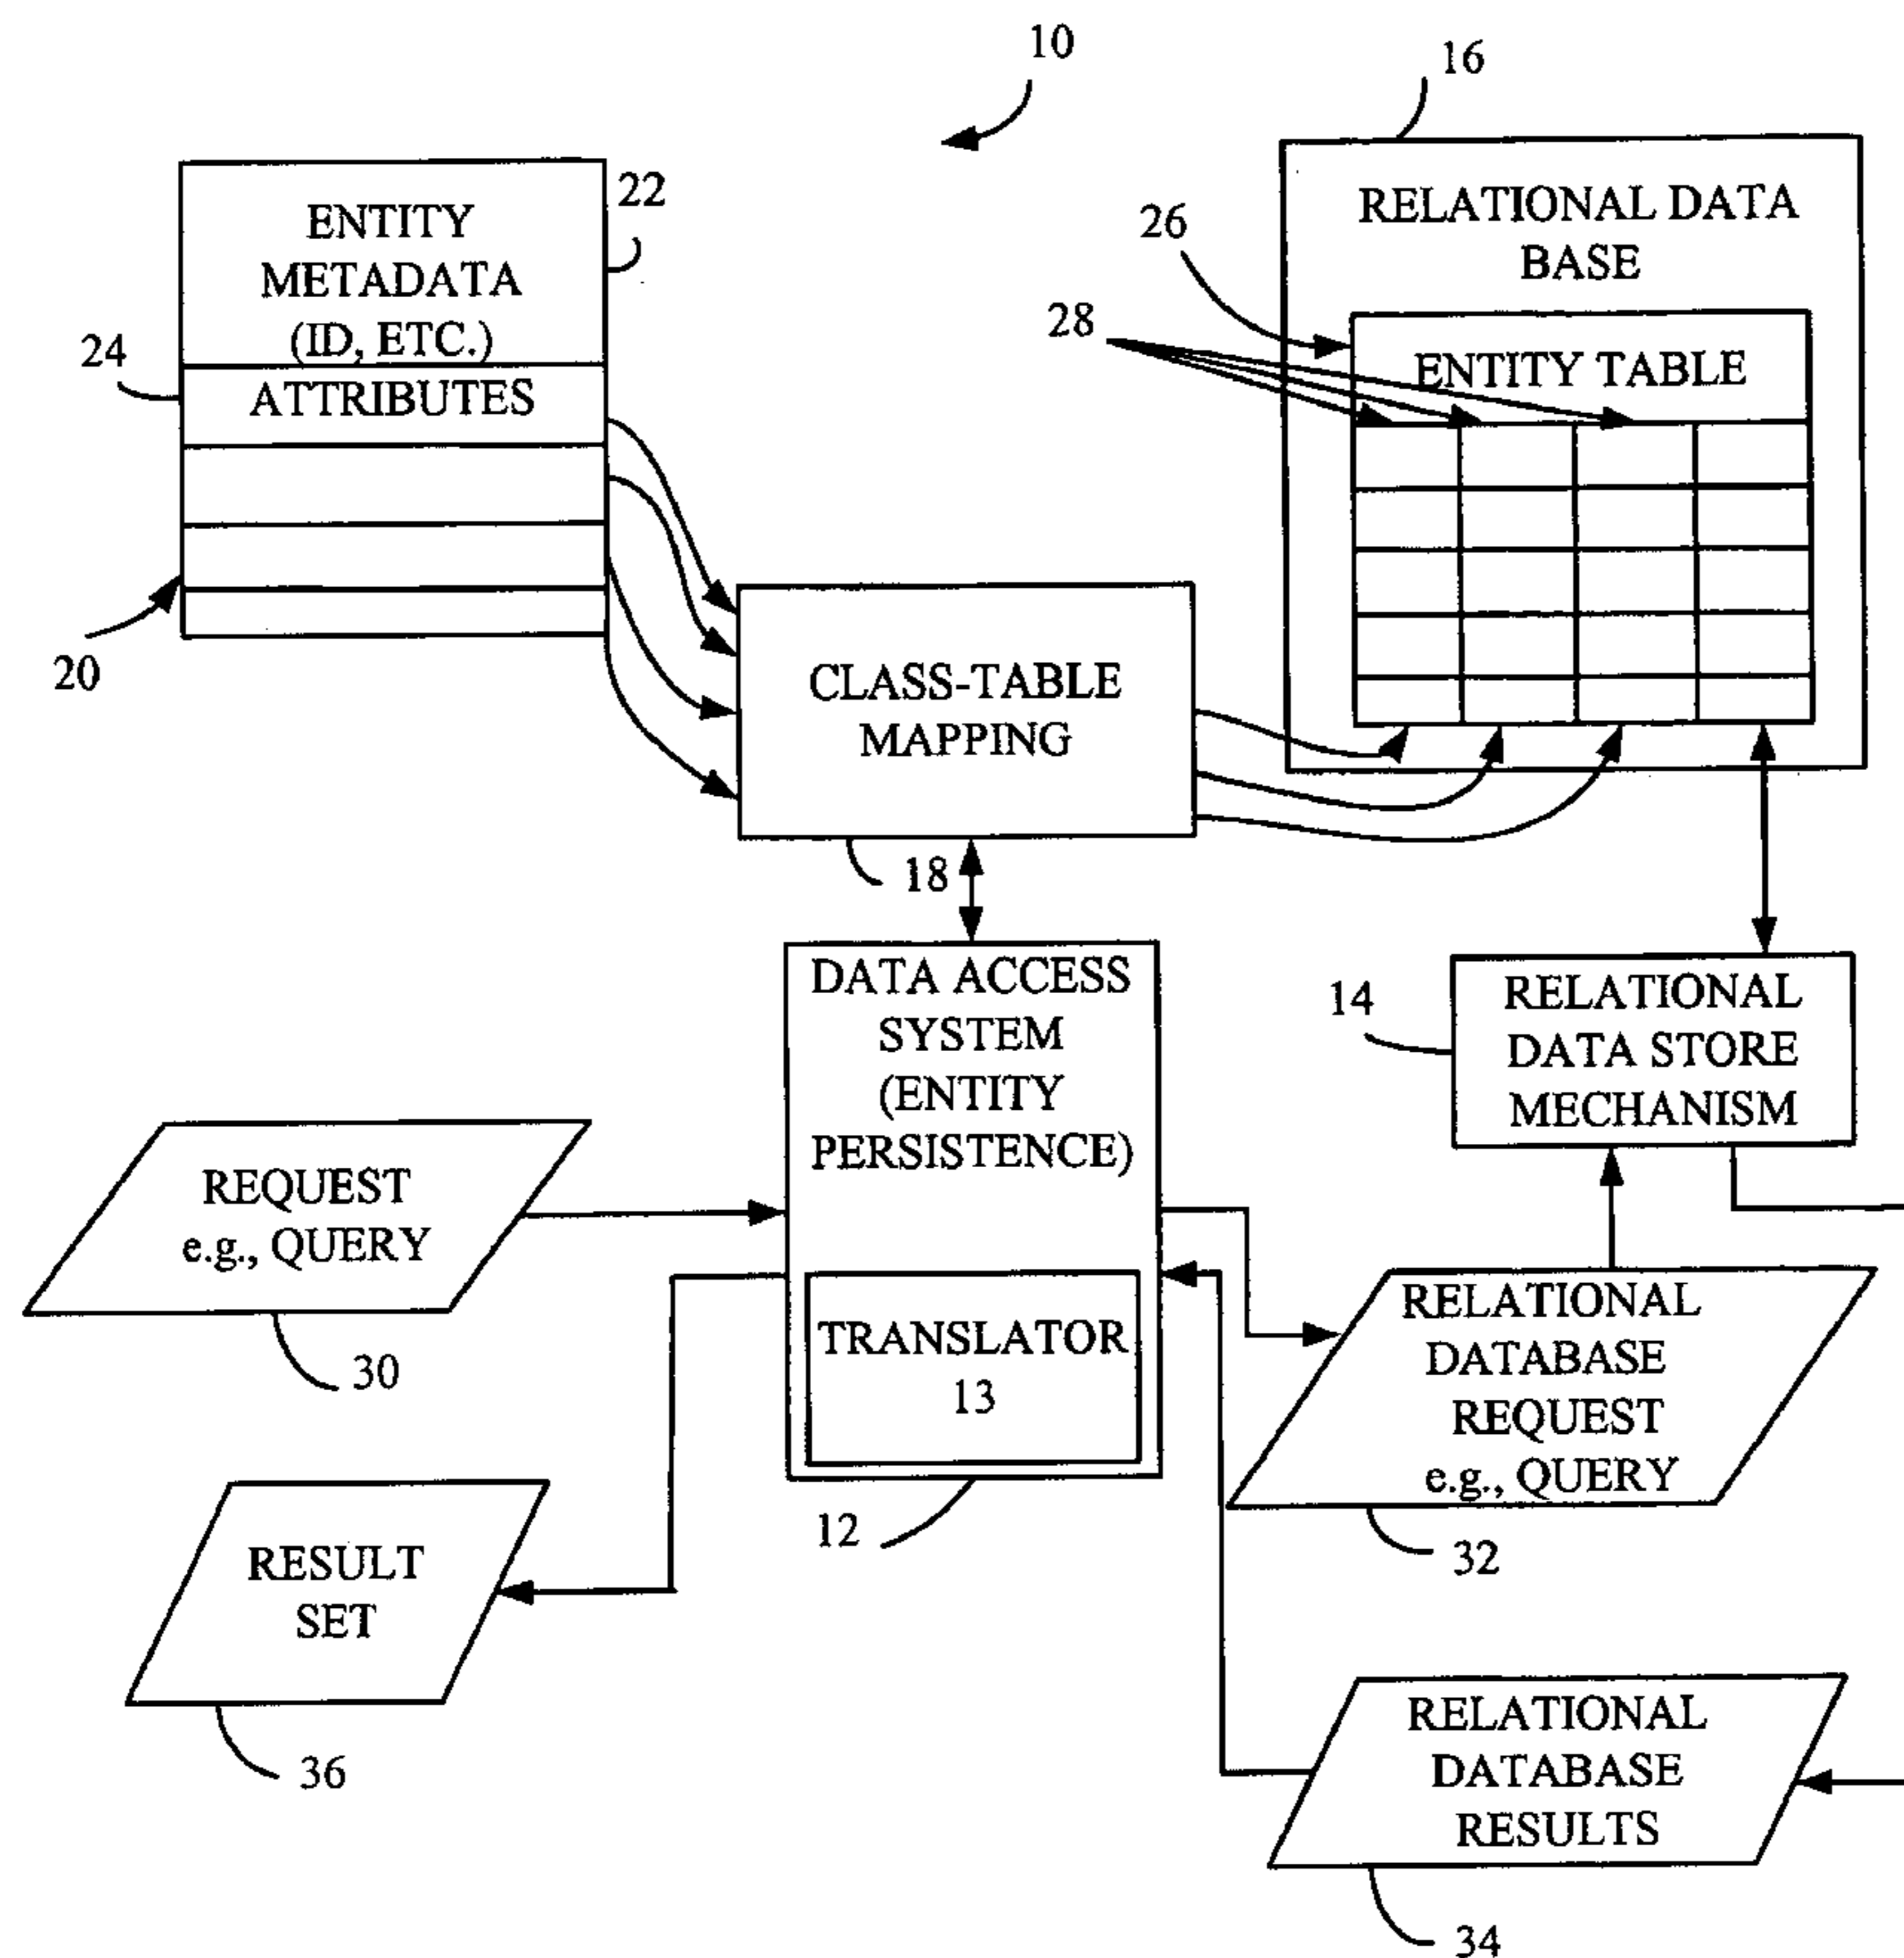 10
16
ENTITY
METADATA
(ID, ETC.)
22
24
ATTRIBUTES
20
RELATIONAL DATA
BASE
26
28
ENTITY TABLE
CLASS-TABLE
MAPPING
18
DATA ACCESS
SYSTEM
(ENTITY
PERSISTENCE)
14
RELATIONAL
DATA STORE
MECHANISM
REQUEST
e.g., QUERY
30
TRANSLATOR
13
12
RELATIONAL
DATABASE
REQUEST
e.g., QUERY
32
RESULT
SET
36
RELATIONAL
DATABASE
RESULTS
34